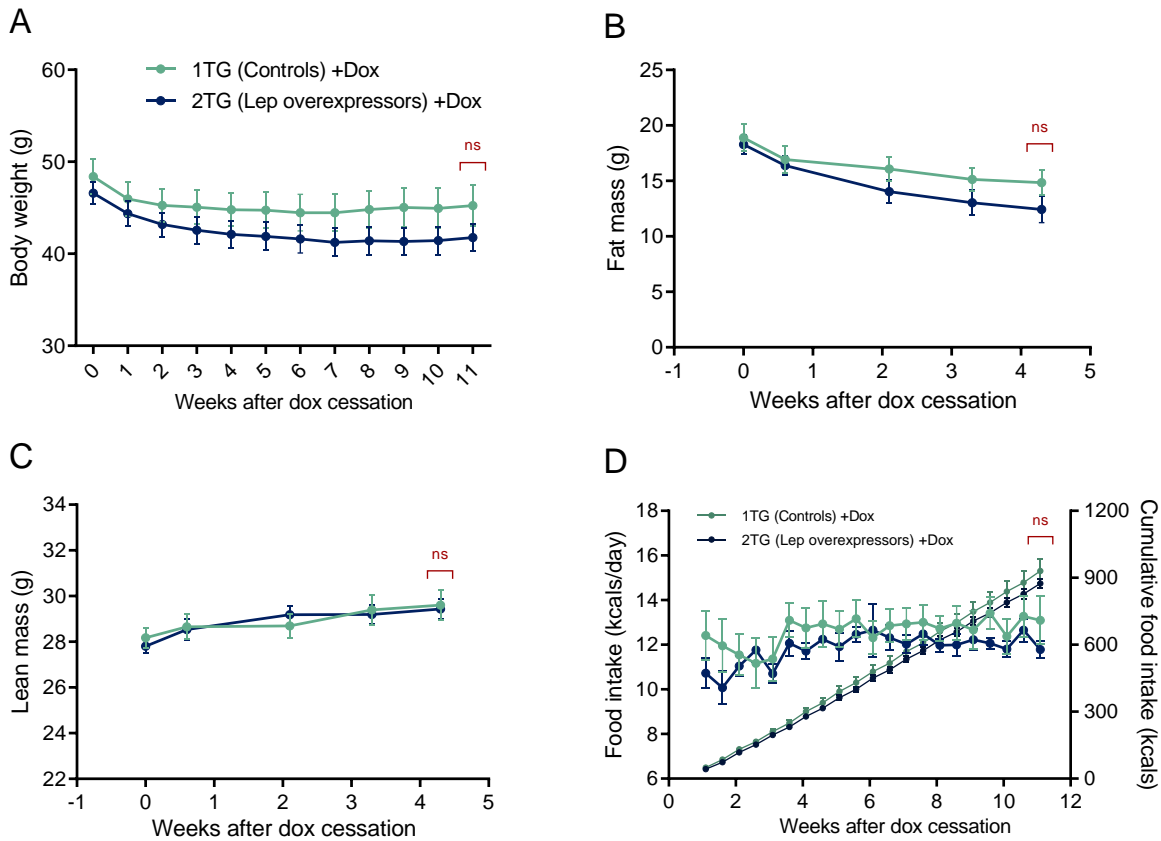 A
60
50
40
30
Body weight (g)
1TG (Controls) +Dox
2TG (Lep overexpressors) +Dox
ns
0 1 2 3 4 5 6 7 8 9 10 11
Weeks after dox cessation
B
25
20
15
10
5
0
Fat mass (g)
ns
-1 0 1 2 3 4 5
Weeks after dox cessation
C
34
32
30
28
26
24
22
Lean mass (g)
ns
-1 0 1 2 3 4 5
Weeks after dox cessation
D
18
16
14
12
10
8
6
Food intake (kcals/day)
1TG (Controls) +Dox
2TG (Lep overexpressors) +Dox
ns
1200
900
600
300
0
Cumulative food
intake (kcals)
0 2 4 6 8 10 12
Weeks after dox cessation